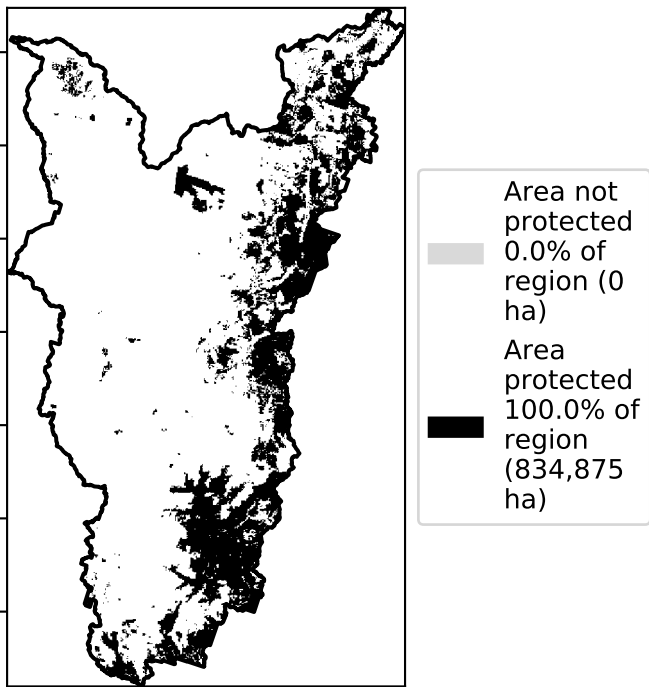 Area not
protected
0.0% of
region (0
ha)
Area
protected
100.0% of
region
(834,875
ha)